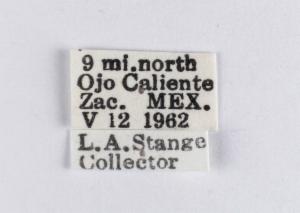 9 mi.north
Ojo Caliente
Zac. MEX.
V 12 1962
L.A.Stange
Collector